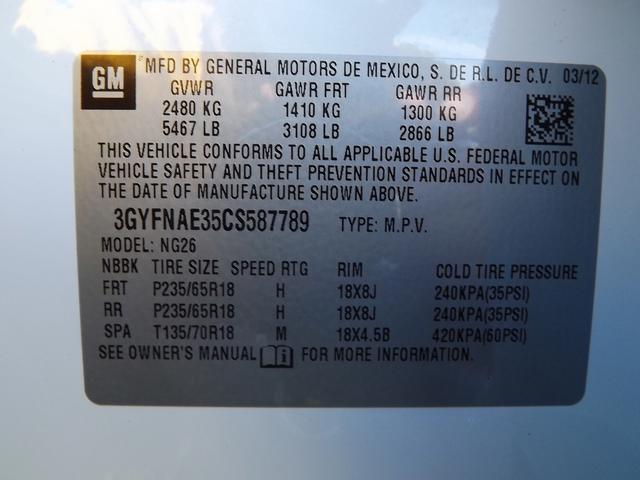 GM
MFD BY GENERAL MOTORS DE MEXICO, S. DE R.L. DE C.V. 03/12
GVWR GAWR FRT GAWR RR
2480 KG 1410 KG 1300 KG
5467 LB 3108 LB 2866 LB
THIS VEHICLE CONFORMS TO ALL APPLICABLE U.S. FEDERAL MOTOR
VEHICLE SAFETY AND THEFT PREVENTION STANDARDS IN EFFECT ON
THE DATE OF MANUFACTURE SHOWN ABOVE.
3GYFNAE35CS587789 TYPE: M.P.V.
MODEL: NG26
NBBK TIRE SIZE SPEED RTG RIM COLD TIRE PRESSURE
FRT P235/65R18 H 18X8J 240KPA(35PSI)
RR P235/65R18 H 18X8J 240KPA(35PSI)
SPA T135/70R18 M 18X4.5B 420KPA(60PSI)
SEE OWNER'S MANUAL FOR MORE INFORMATION.